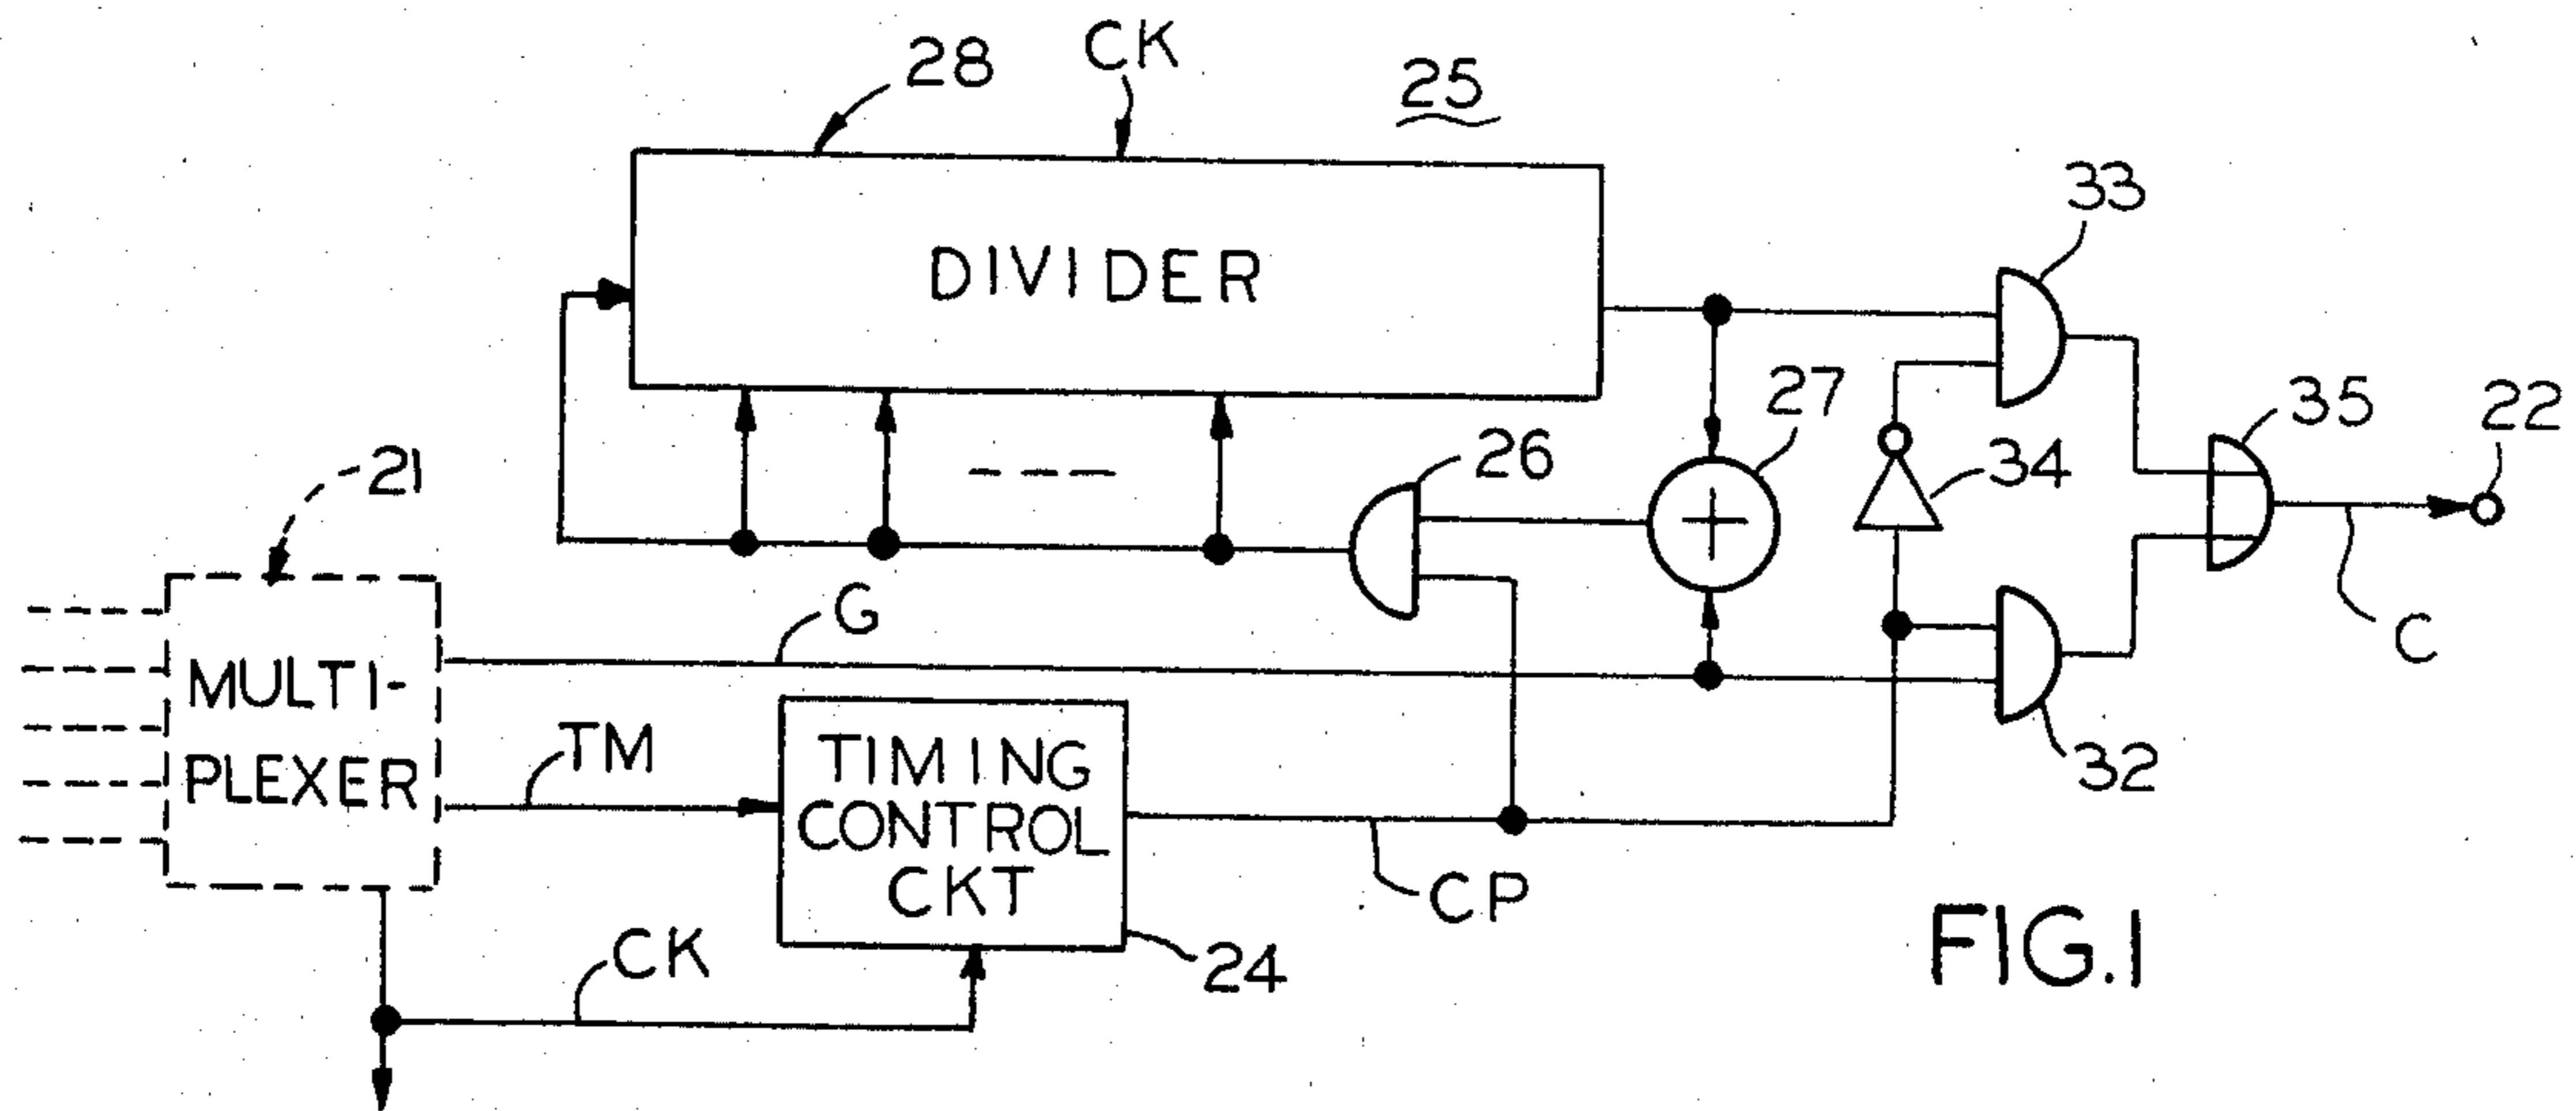 28
CK
25
33
DIVIDER
27
35
22
26
34
21
G
C
MULTI-
PLEXER
TM
TIMING
CONTROL
CKT
32
CP
CK
24
FIG.1